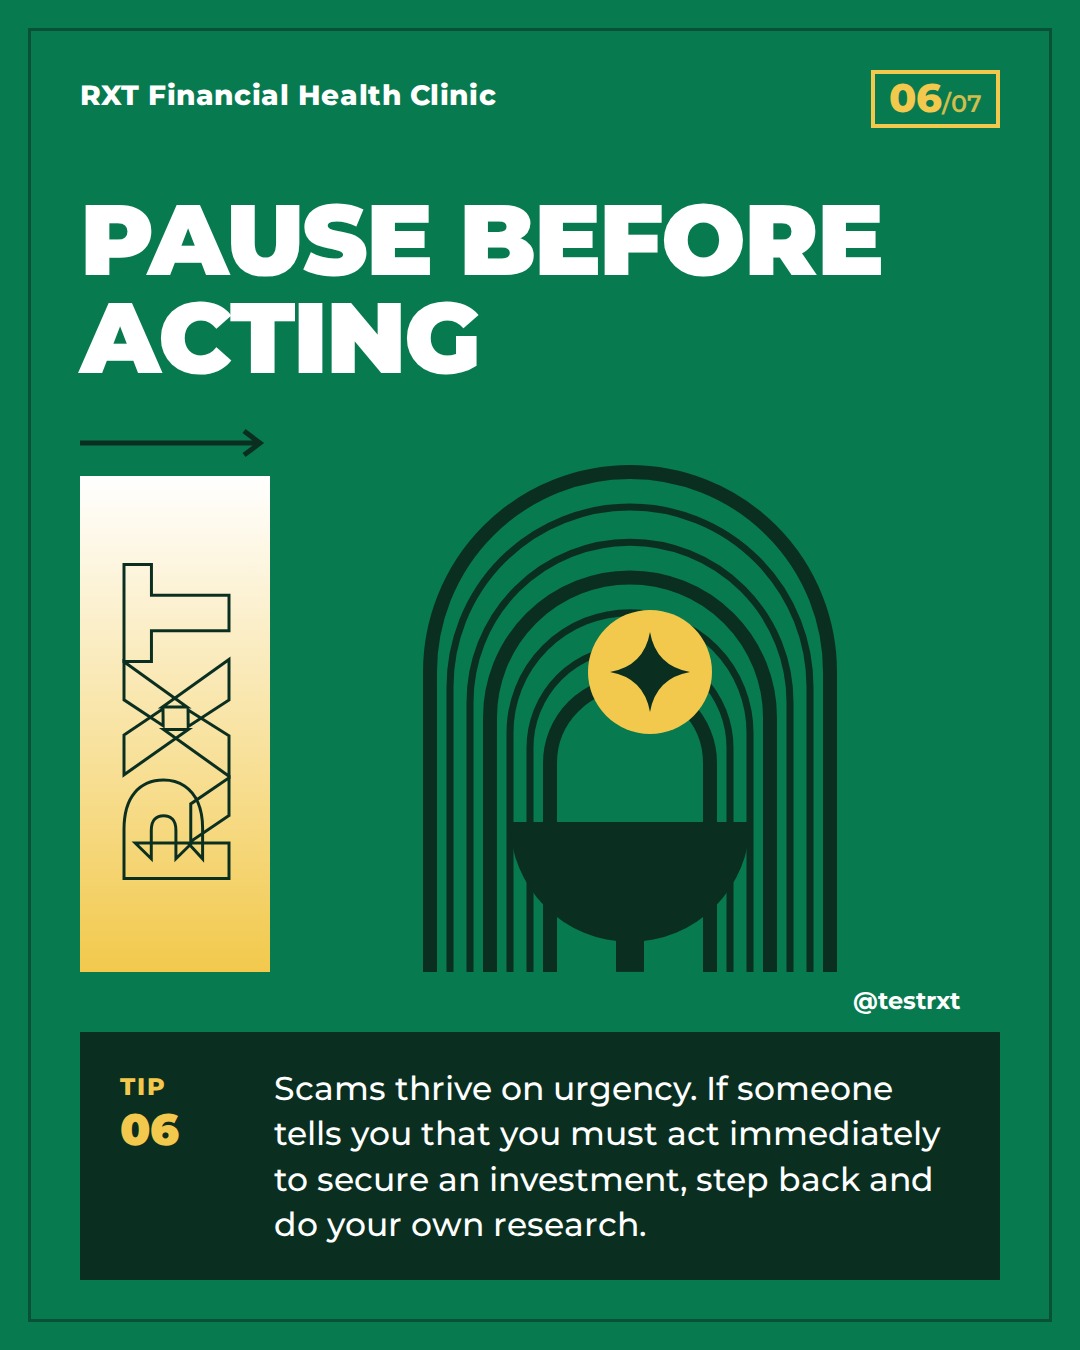 RXT Financial Health Clinic
06/07
PAUSE BEFORE
ACTING
RXT
@testrxt
TIP
06
Scams thrive on urgency. If someone
tells you that you must act immediately
to secure an investment, step back and
do your own research.